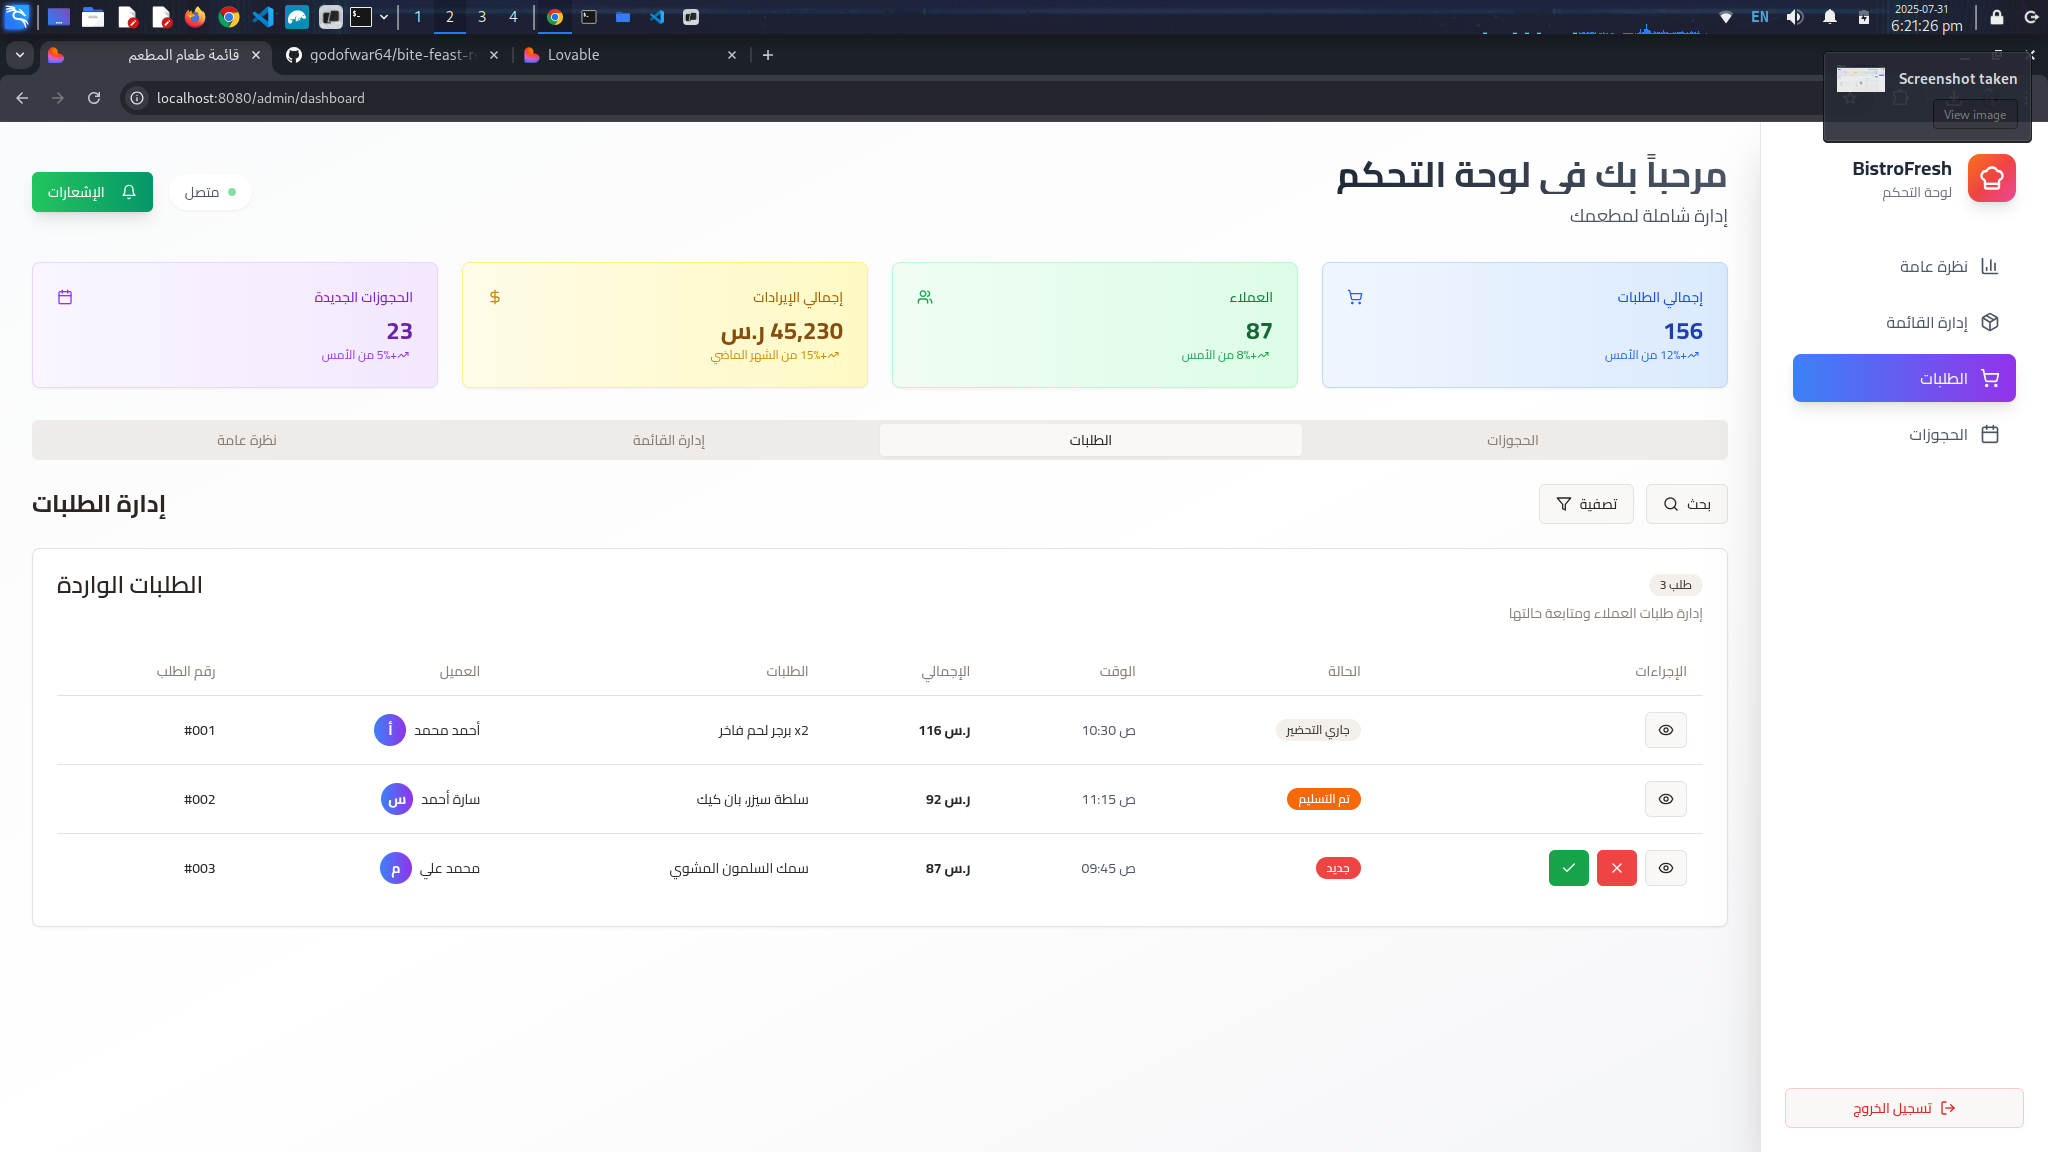 1 2 3 4
EN
2025-07-31
6:21:26 pm
قائمة طعام المطعم
godofwar64/bite-feast-r
Lovable
localhost:8080/admin/dashboard
Screenshot taken
View image
BistroFresh
لوحة التحكم
نظرة عامة
إدارة القائمة
الطلبات
الحجوزات
تسجيل الخروج
مرحباً بك في لوحة التحكم
إدارة شاملة لمطعمك
متصل
الإشعارات
إجمالي الطلبات
156
+12% من الأمس
العملاء
87
+8% من الأمس
إجمالي الإيرادات
45,230 ر.س
+15% من الشهر الماضي
الحجوزات الجديدة
23
+5% من الأمس
الحجوزات الطلبات إدارة القائمة نظرة عامة
بحث
تصفية
إدارة الطلبات
3 طلب
الطلبات الواردة
إدارة طلبات العملاء ومتابعة حالتها
الإجراءات الحالة الوقت الإجمالي الطلبات العميل رقم الطلب
جاري التحضير 10:30 ص 116 ر.س برجر لحم فاخر x2 أحمد محمد أ #001
تم التسليم 11:15 ص 92 ر.س سلطة سيزر، بان كيك سارة أحمد س #002
جديد 09:45 ص 87 ر.س سمك السلمون المشوي محمد علي م #003